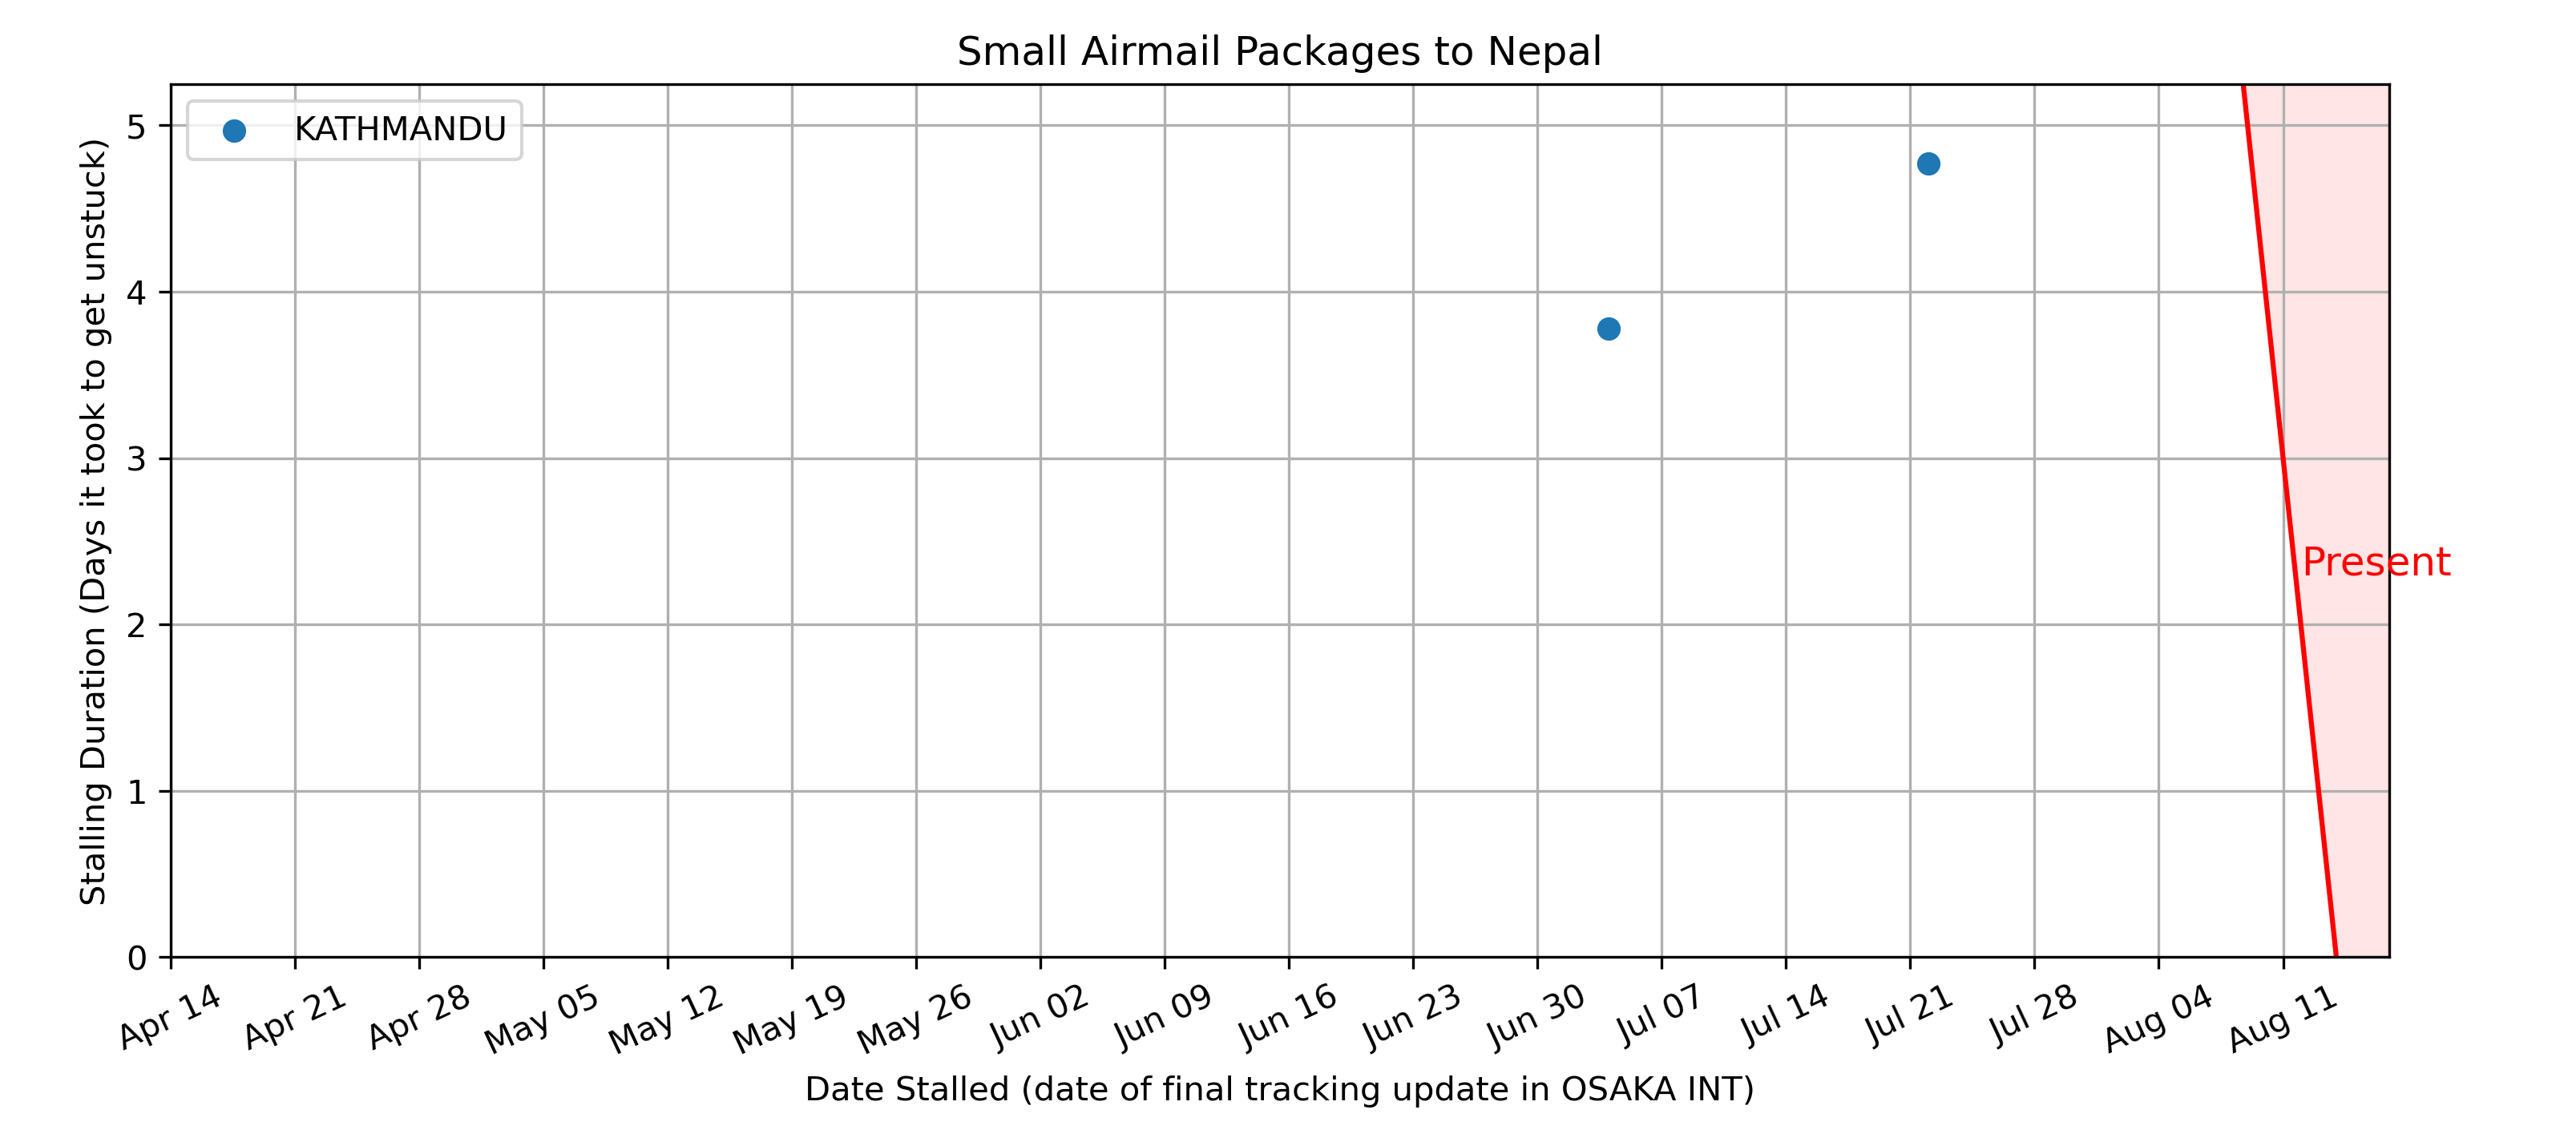 Small Airmail Packages to Nepal
KATHMANDU
Stalling Duration (Days it took to get unstuck)
5
4
3
2
1
0
Present
Apr 14
Apr 21
Apr 28
May 05
May 12
May 19
May 26
Jun 02
Jun 09
Jun 16
Jun 23
Jun 30
Jul 07
Jul 14
Jul 21
Jul 28
Aug 04
Aug 11
Date Stalled (date of final tracking update in OSAKA INT)